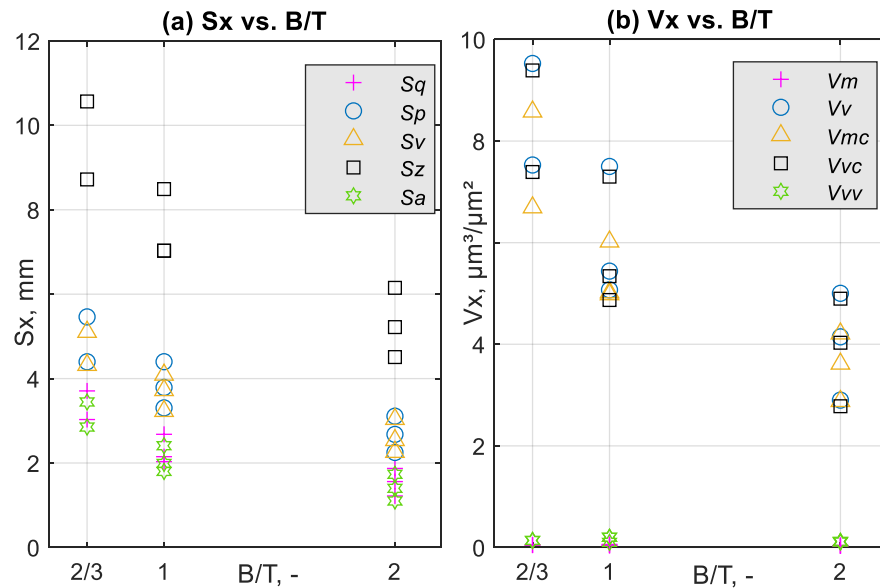 (a) Sx vs. B/T
12
10
8
6
4
2
0
Sx, mm
Sq
Sp
Sv
Sz
Sa
2/3
1
B/T, -
2
(b) Vx vs. B/T
10
8
6
4
2
0
Vx, µm³/µm²
Vm
Vv
Vmc
Vvc
Vvv
2/3
1
B/T, -
2